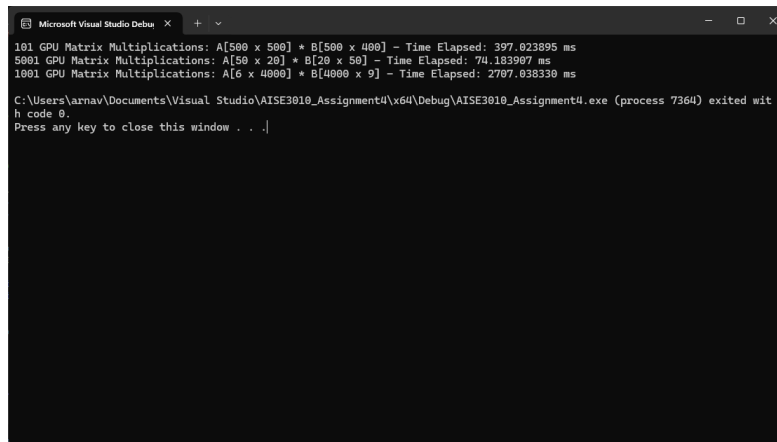 Microsoft Visual Studio Debu
101 GPU Matrix Multiplications: A[500 x 500] * B[500 x 400] - Time Elapsed: 397.023895 ms
5001 GPU Matrix Multiplications: A[50 x 20] * B[20 x 50] - Time Elapsed: 74.183907 ms
1001 GPU Matrix Multiplications: A[6 x 4000] * B[4000 x 9] - Time Elapsed: 2707.038330 ms
C:\Users\arnav\Documents\Visual Studio\AISE3010_Assignment4\x64\Debug\AISE3010_Assignment4.exe (process 7364) exited wit
h code 0.
Press any key to close this window . . .